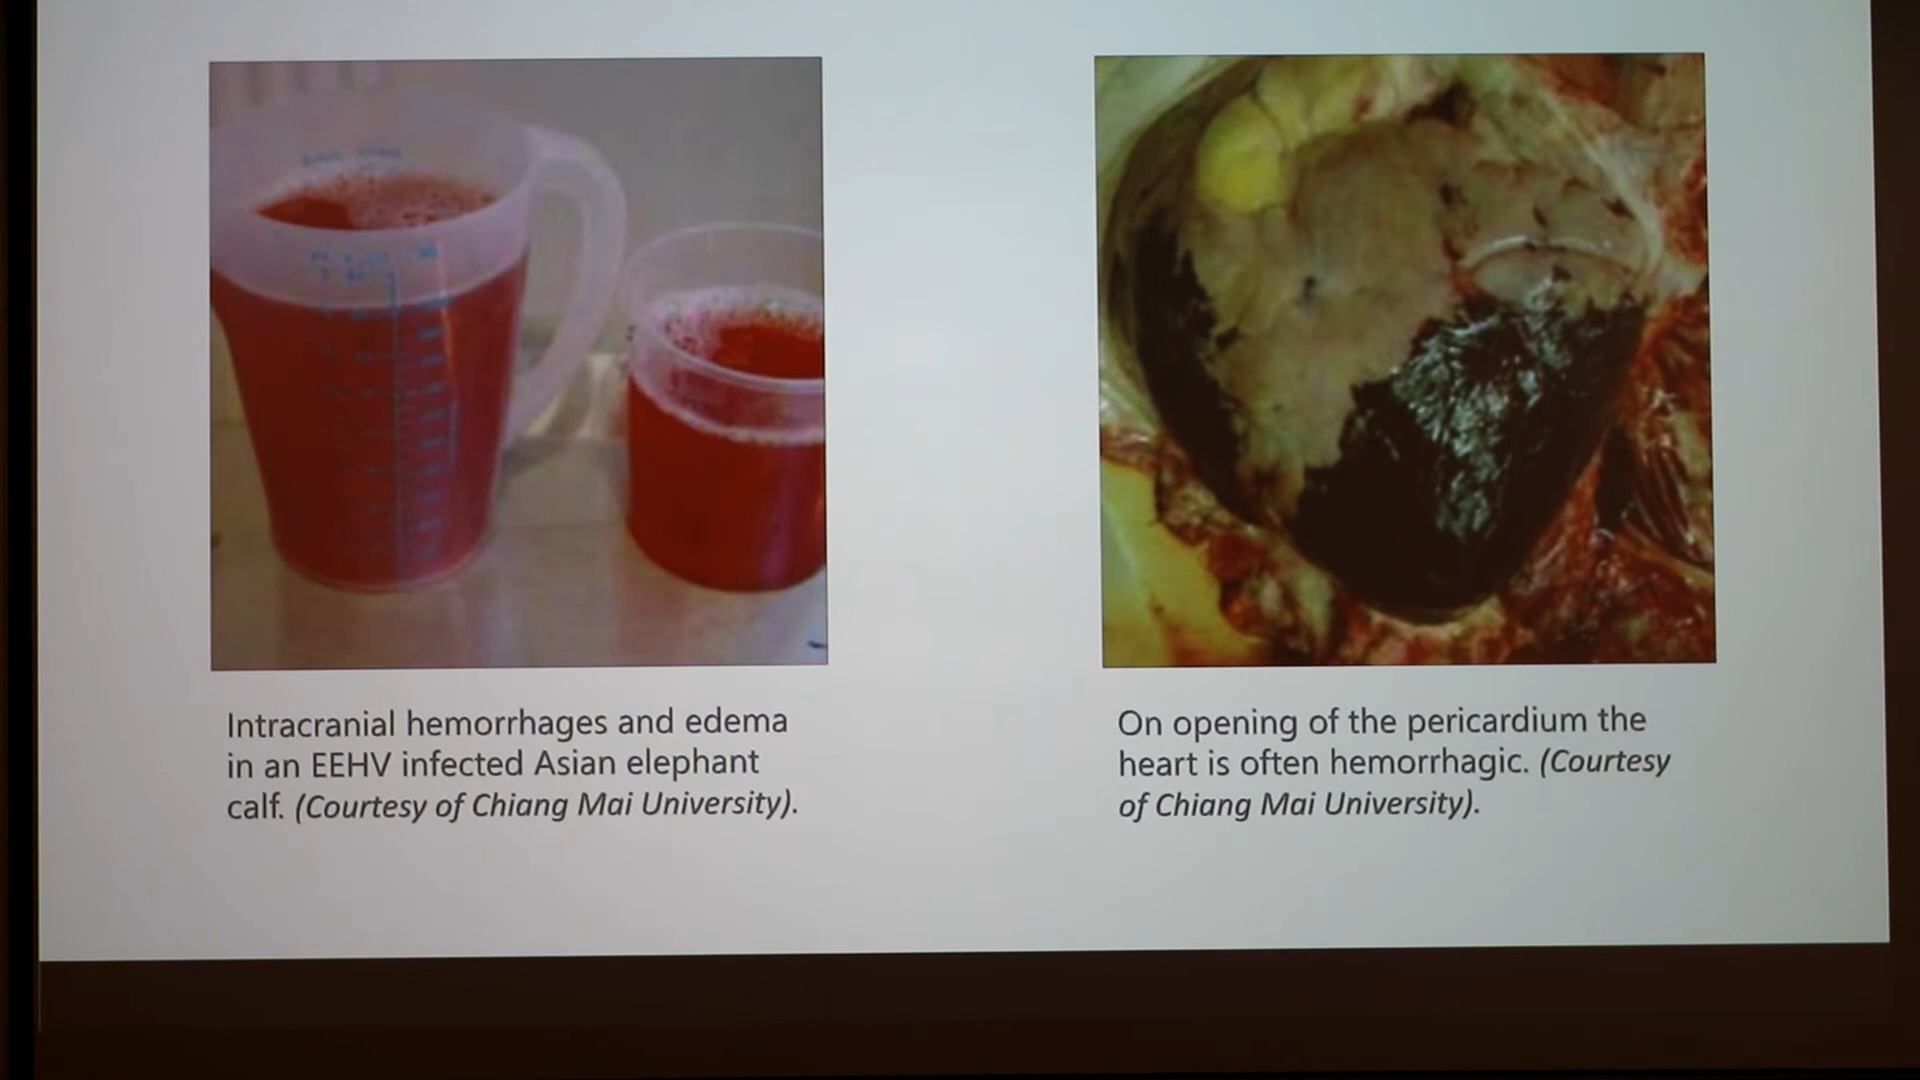 Intracranial hemorrhages and edema
in an EEHV infected Asian elephant
calf. (Courtesy of Chiang Mai University).
On opening of the pericardium the
heart is often hemorrhagic. (Courtesy
of Chiang Mai University).